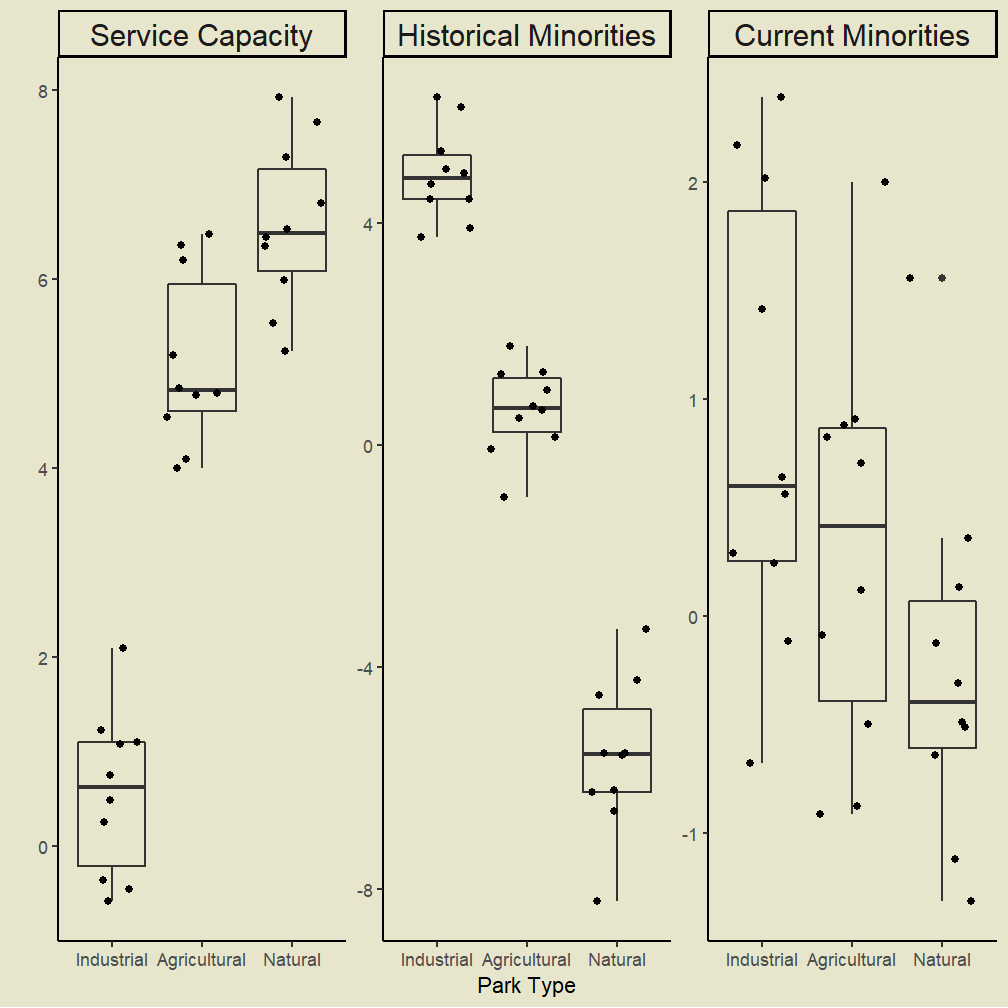 Service Capacity
Historical Minorities
Current Minorities
8
6
4
2
0
4
0
-4
-8
2
1
0
-1
Industrial Agricultural Natural
Industrial Agricultural Natural
Industrial Agricultural Natural
Park Type